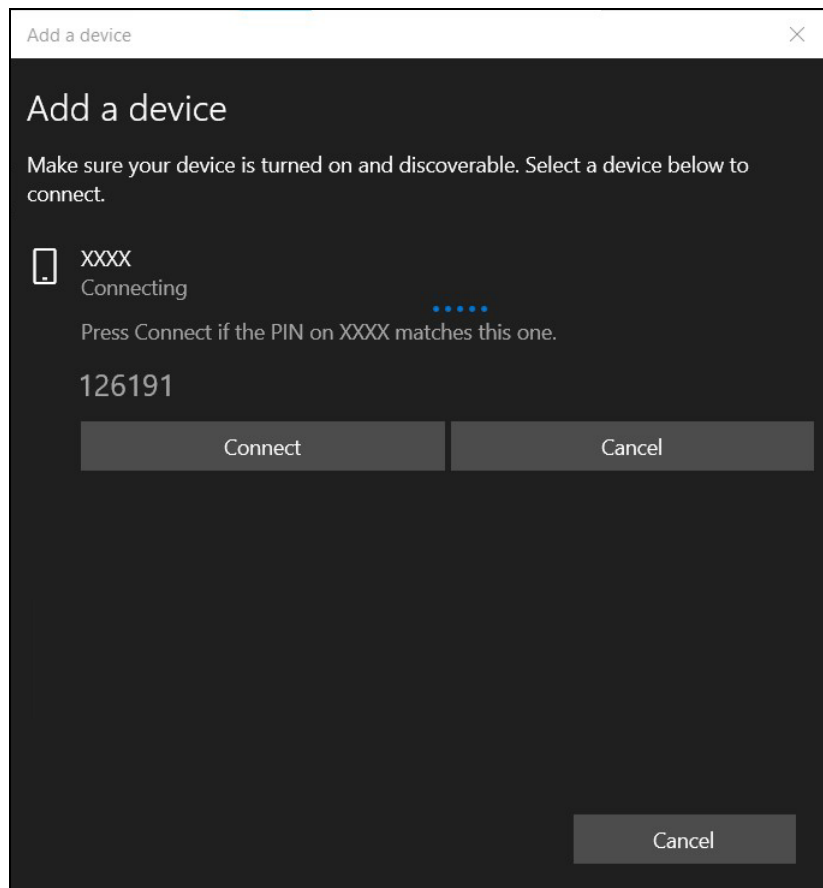 Add a device
Add a device
Make sure your device is turned on and discoverable. Select a device below to
connect.
XXXX
Connecting
Press Connect if the PIN on XXXX matches this one.
126191
Connect
Cancel
Cancel